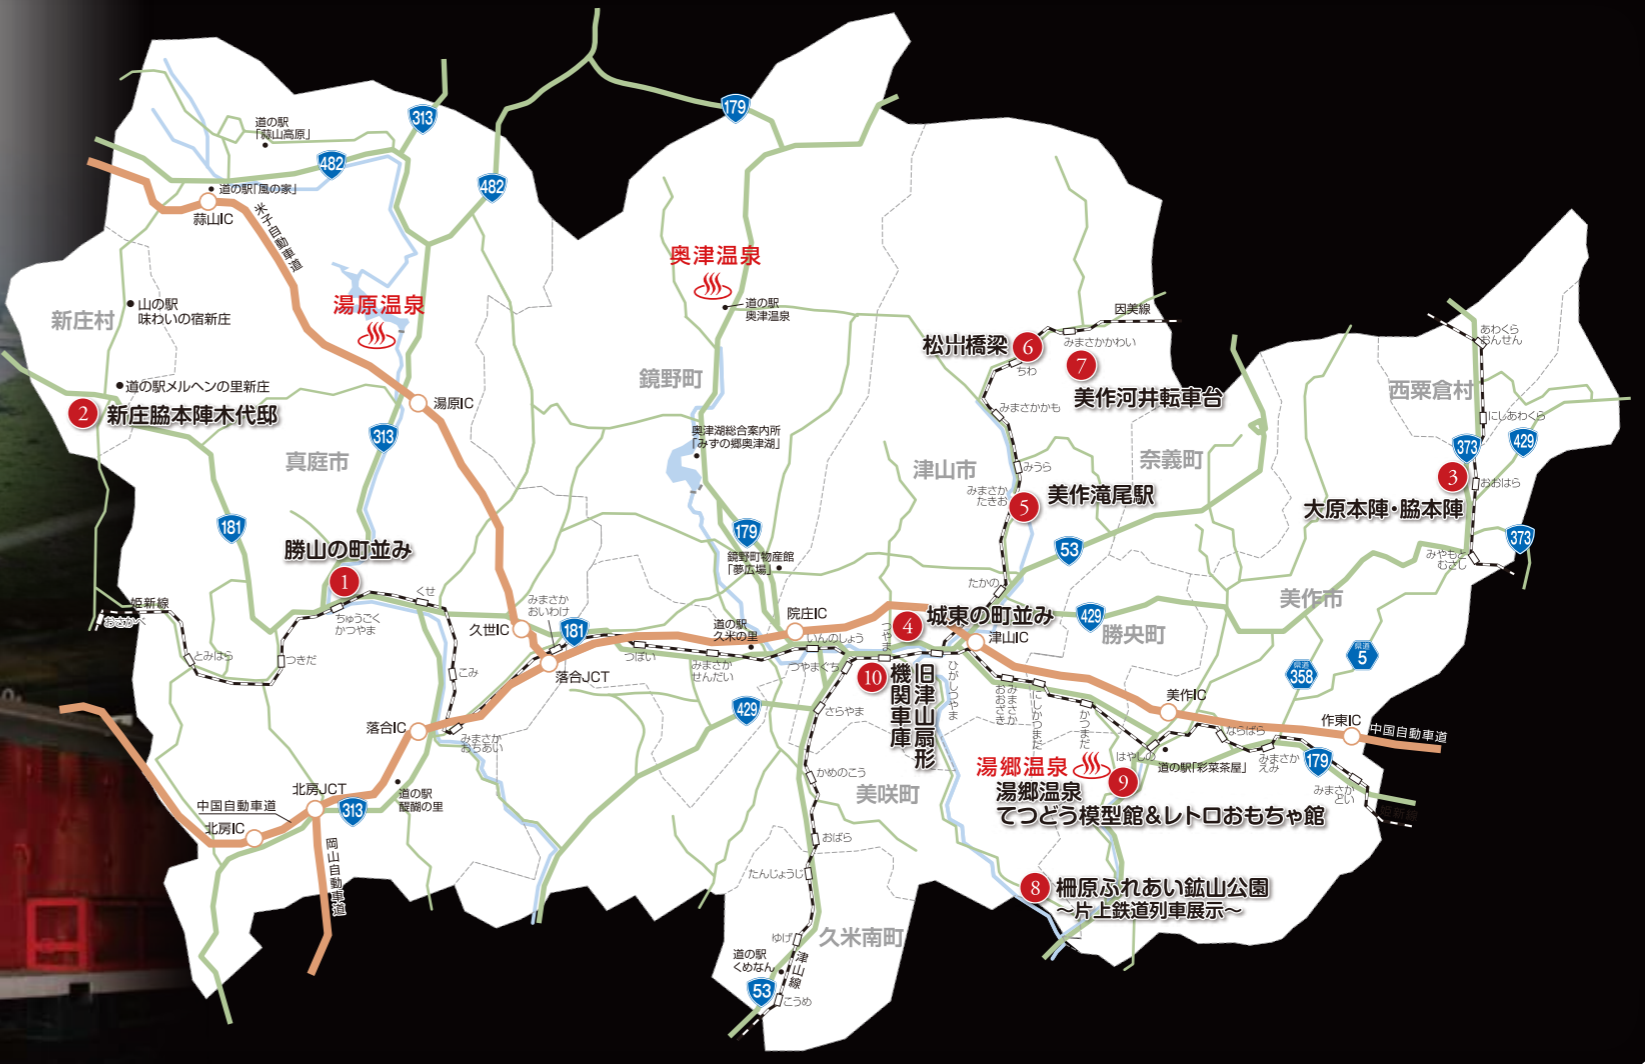 313
179
道の駅
「蒜山高原」
482
482
道の駅「風の家」
蒜山IC
米子自動車道
奥津温泉
湯原温泉
道の駅
奥津温泉
新庄村
山の駅
味わいの宿新庄
因美線
松岀橋梁
6
みまさかかわい
ちわ
7
美作河井転車台
あわくら
おんせん
道の駅メルヘンの里新庄
2
新庄脇本陣木代邸
湯原IC
鏡野町
西粟倉村
みまさかかも
にしあわくら
313
奥津湖総合案内所
「みずの郷奥津湖」
373
429
真庭市
津山市
奈義町
みうら
3
おおはら
大原本陣・脇本陣
みまさか
たきお
5
美作滝尾駅
181
179
53
373
勝山の町並み
1
鏡野町物産館
「夢広場」
みやもと
むさし
たかの
美作市
姫新線
おさかべ
くせ
ちゅうごく
かつやま
みまさか
おいわけ
久世IC
181
道の駅
久米の里
院庄IC
いんのしょう
つやま
4
城東の町並み
津山IC
429
勝央町
県道
5
県道
358
とみはら
つきだ
こみ
つぼい
みまさか
せんだい
つやまぐち
落合JCT
10
旧津山扇形
機関車庫
ひがしつやま
みまさか
おおざき
にしかつまだ
かつまだ
美作IC
作東IC
中国自動車道
429
さらやま
落合IC
みまさか
おちあい
はやしの
ならはら
みまさか
えみ
道の駅「彩菜茶屋」
179
みまさか
どい
姫新線
湯郷温泉
9
湯郷温泉
てつどう模型館&レトロおもちゃ館
かめのこう
美咲町
北房JCT
中国自動車道
313
道の駅
醍醐の里
北房IC
岡山自動車道
おばら
たんじょうじ
8
柵原ふれあい鉱山公園
〜片上鉄道列車展示〜
ゆげ
久米南町
道の駅
くめなん
津山線
53
こうめ